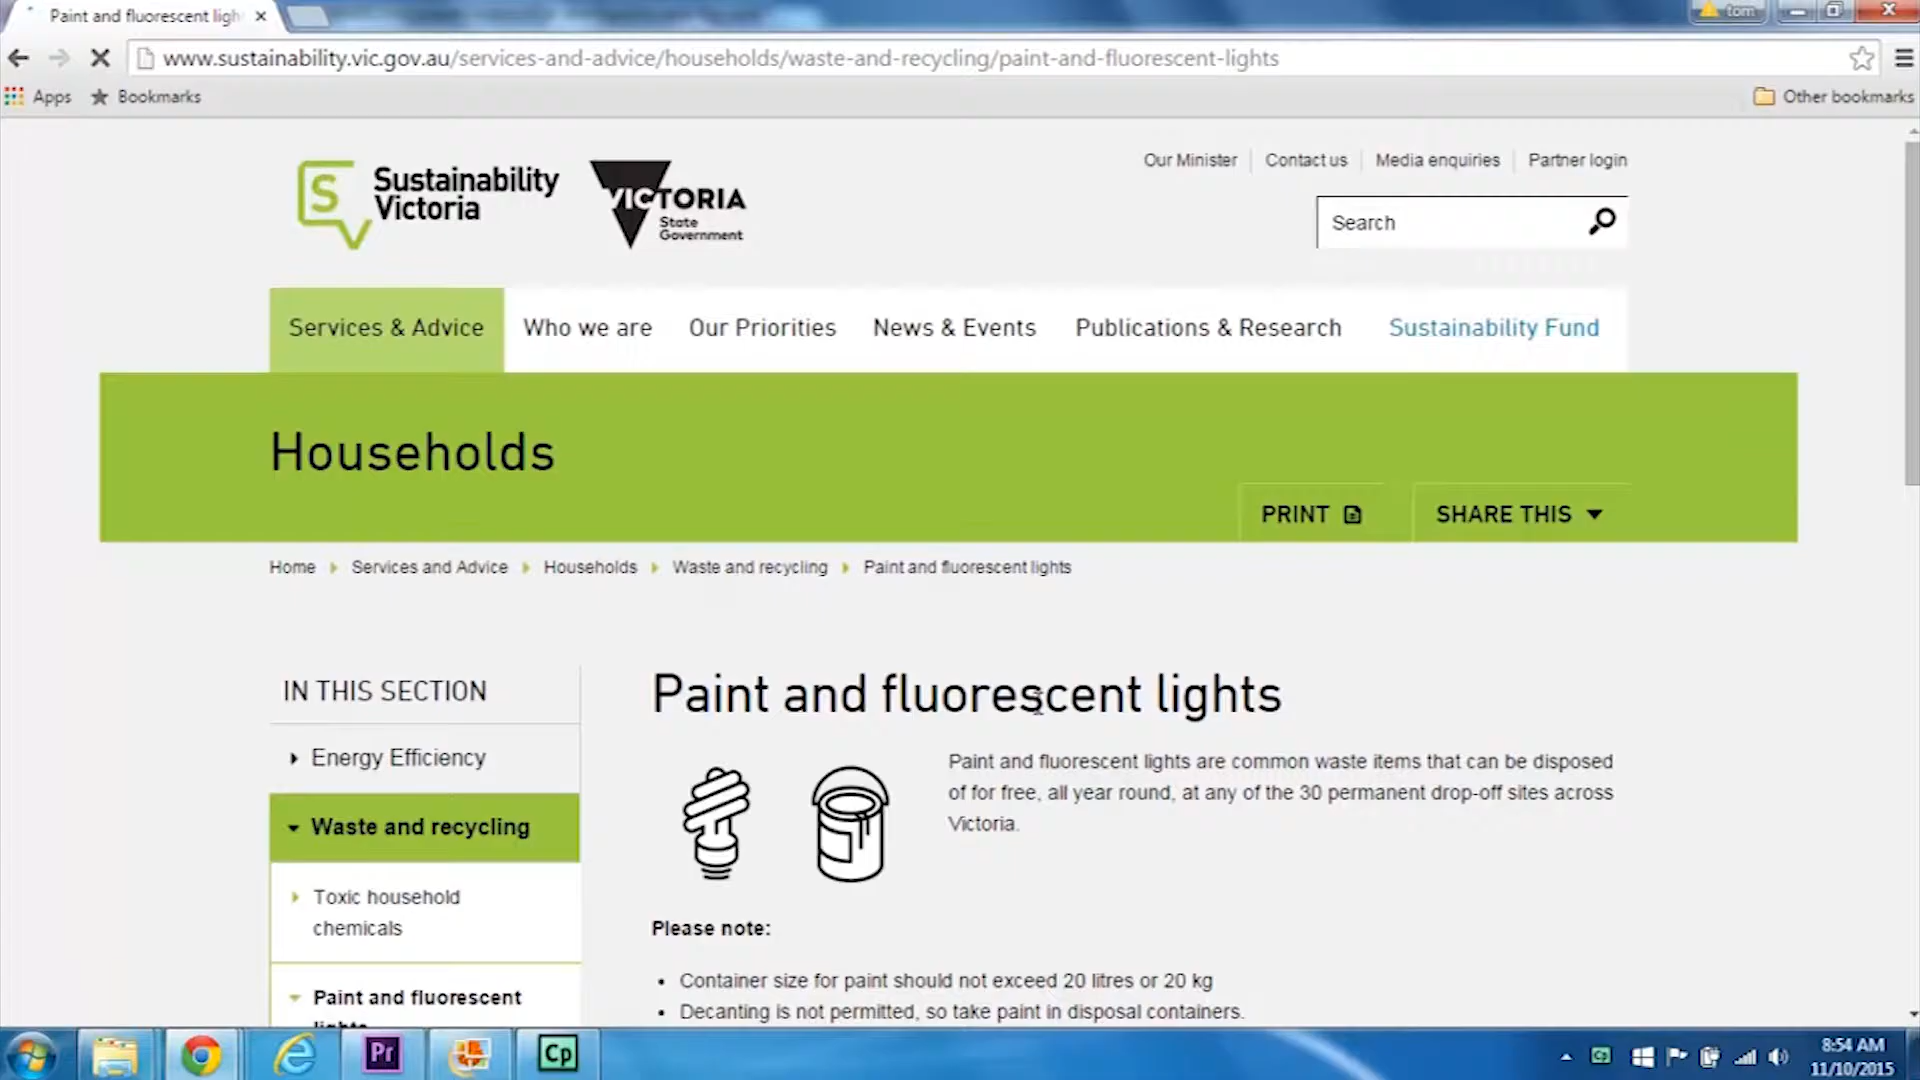 Paint and fluorescent ligh
tom
www.sustainability.vic.gov.au/services-and-advice/households/waste-and-recycling/paint-and-fluorescent-lights
Apps Bookmarks Other bookmarks
Our Minister Contact us Media enquiries Partner login
S Sustainability
Victoria
VICTORIA
State
Government
Search
Services & Advice Who we are Our Priorities News & Events Publications & Research Sustainability Fund
Households
PRINT SHARE THIS
Home Services and Advice Households Waste and recycling Paint and fluorescent lights
IN THIS SECTION
Energy Efficiency
Waste and recycling
Toxic household
chemicals
Paint and fluorescent
lights
Paint and fluorescent lights
Paint and fluorescent lights are common waste items that can be disposed
of for free, all year round, at any of the 30 permanent drop-off sites across
Victoria.
Please note:
• Container size for paint should not exceed 20 litres or 20 kg
• Decanting is not permitted, so take paint in disposal containers.
Pr
Cp
8:54 AM
11/10/2015